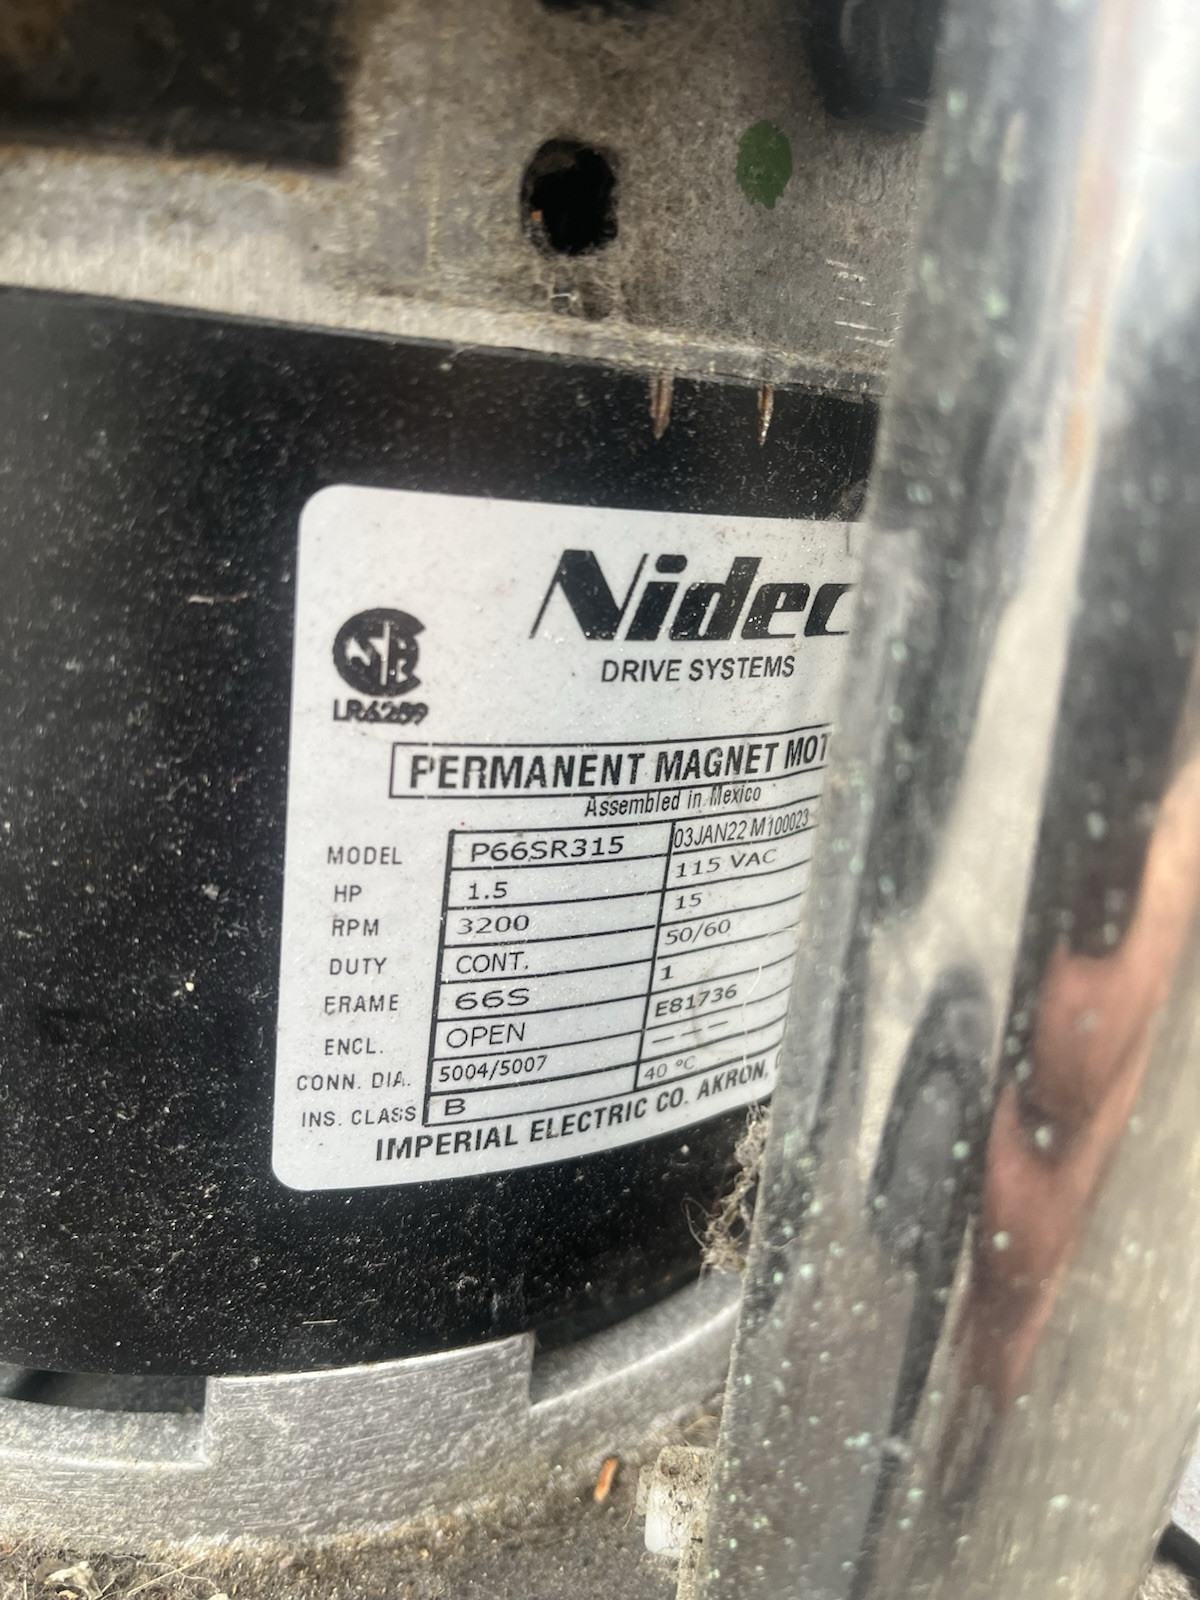 Nidec
DRIVE SYSTEMS
LR6289
PERMANENT MAGNET MOT
Assembled in Mexico
MODEL P66SR315 03JAN22 M100023
HP 1.5 115 VAC
RPM 3200 15
DUTY CONT. 50/60
FRAME 66S 1
ENCL. OPEN E81736
CONN. DIA. 5004/5007 ---
INS. CLASS B 40 °C
IMPERIAL ELECTRIC CO. AKRON,